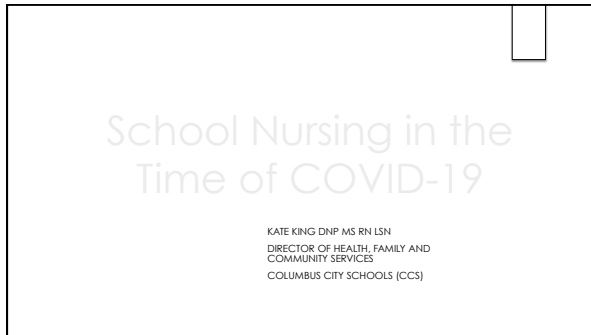 School Nursing in the
Time of COVID-19
KATE KING DNP MS RN LSN
DIRECTOR OF HEALTH, FAMILY AND
COMMUNITY SERVICES
COLUMBUS CITY SCHOOLS (CCS)